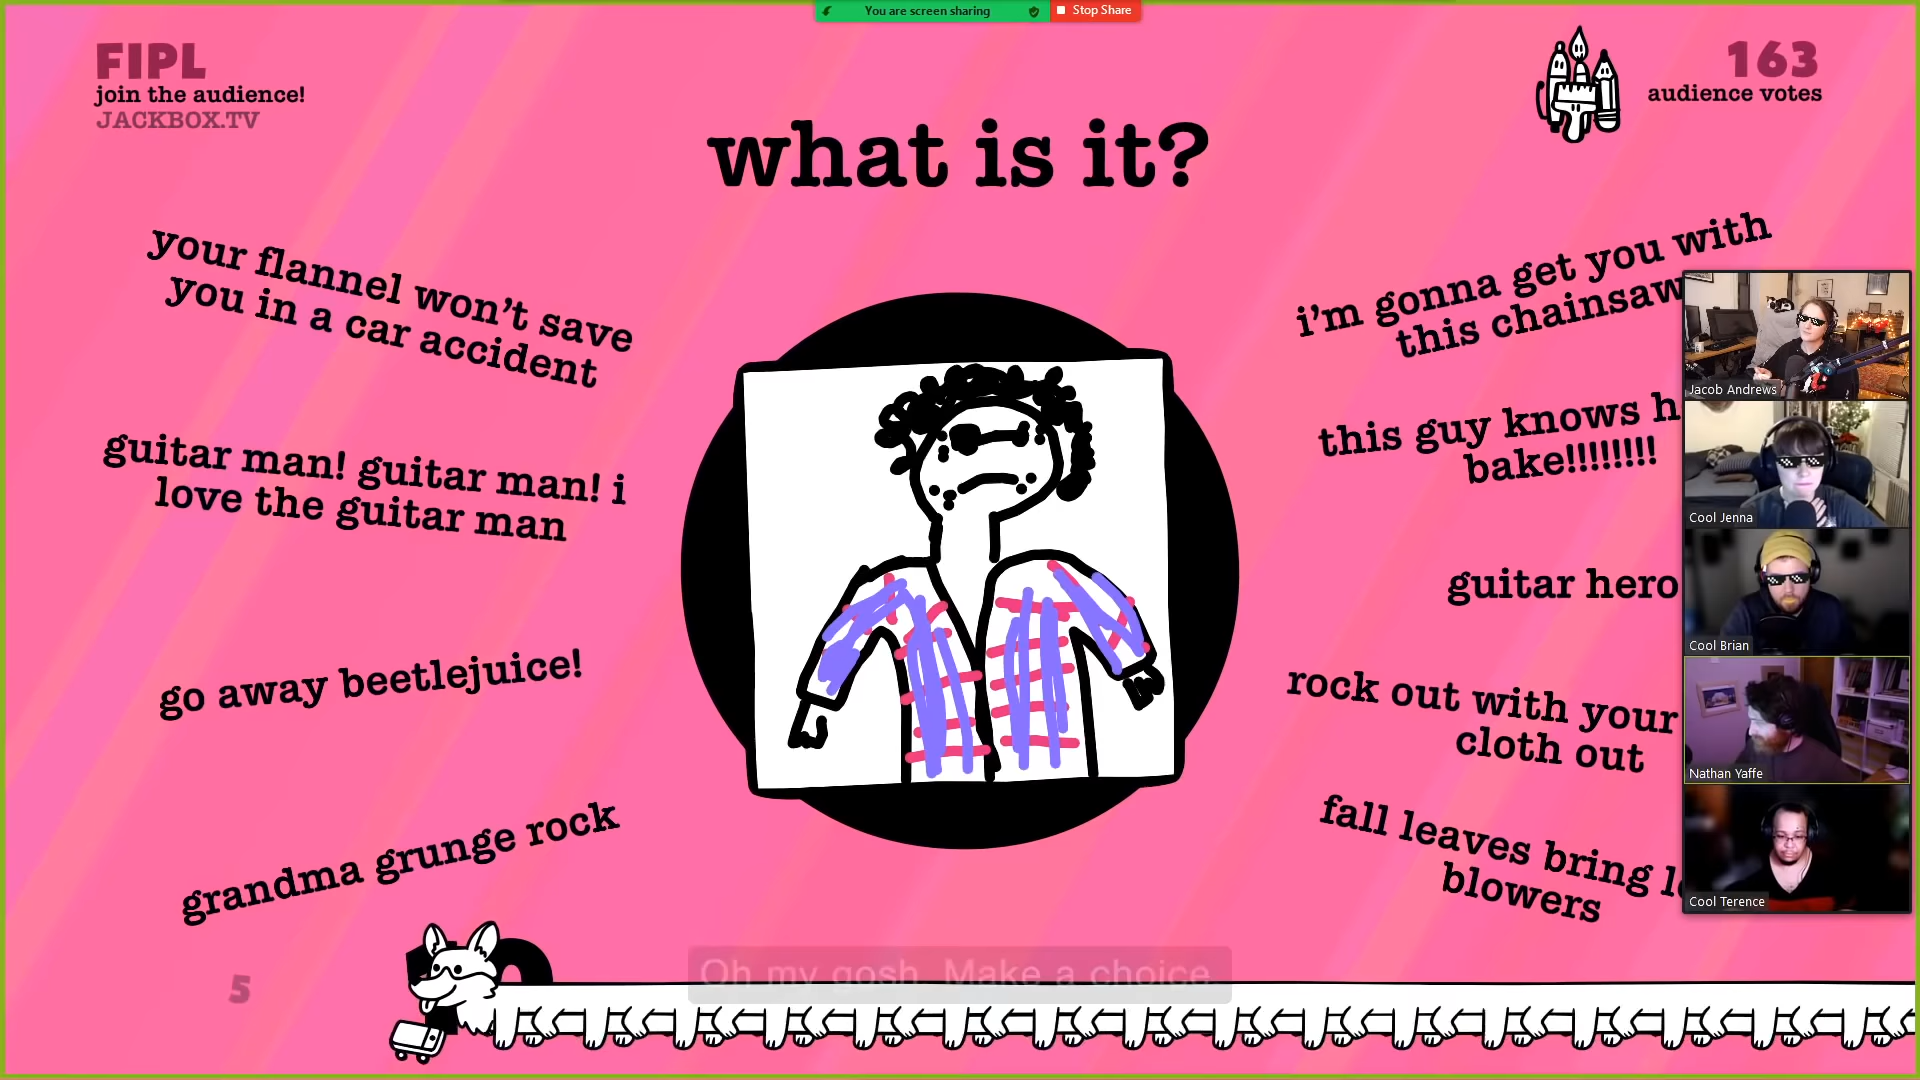 You are screen sharing
Stop Share
FIPL
join the audience!
JACKBOX.TV
163
audience votes
what is it?
your flannel won't save
you in a car accident
guitar man! guitar man! i
love the guitar man
go away beetlejuice!
grandma grunge rock
i'm gonna get you with
this chainsaw
this guy knows
bake!!!!!!!!
guitar hero
rock out with your
cloth out
fall leaves bring
blowers
Jacob Andrews
Cool Jenna
Cool Brian
Nathan Yaffe
Cool Terence
5
Oh my gosh. Make a choice.